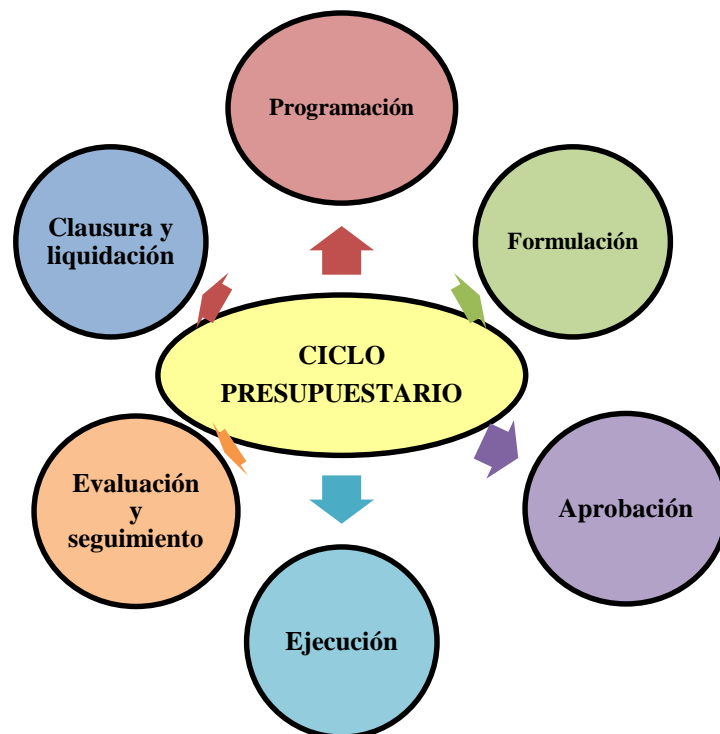 Programación
Formulación
Clausura y
liquidación
CICLO
PRESUPUESTARIO
Evaluación
y
seguimiento
Aprobación
Ejecución